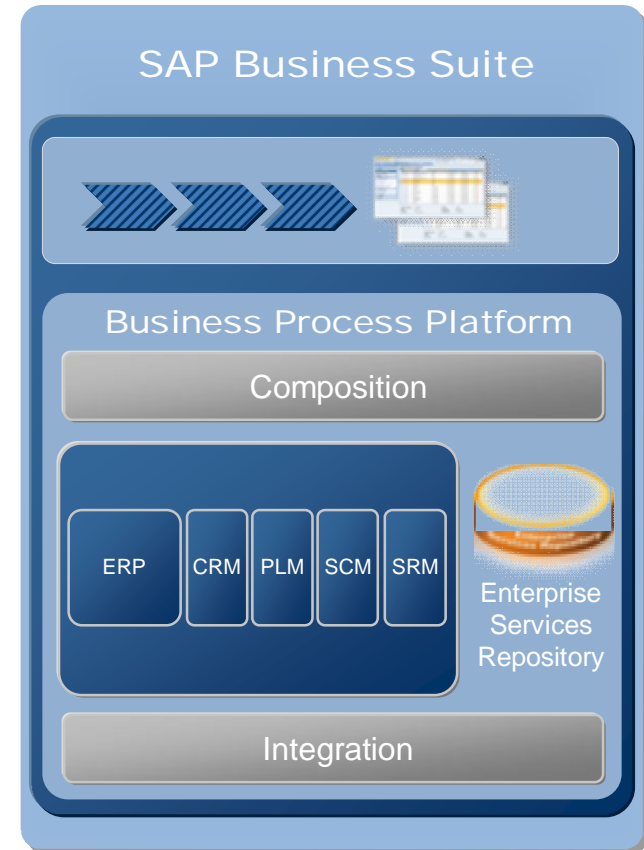 SAP Business Suite
Business Process Platform
Composition
ERP
CRM
PLM
SCM
SRM
Enterprise
Services
Repository
Integration